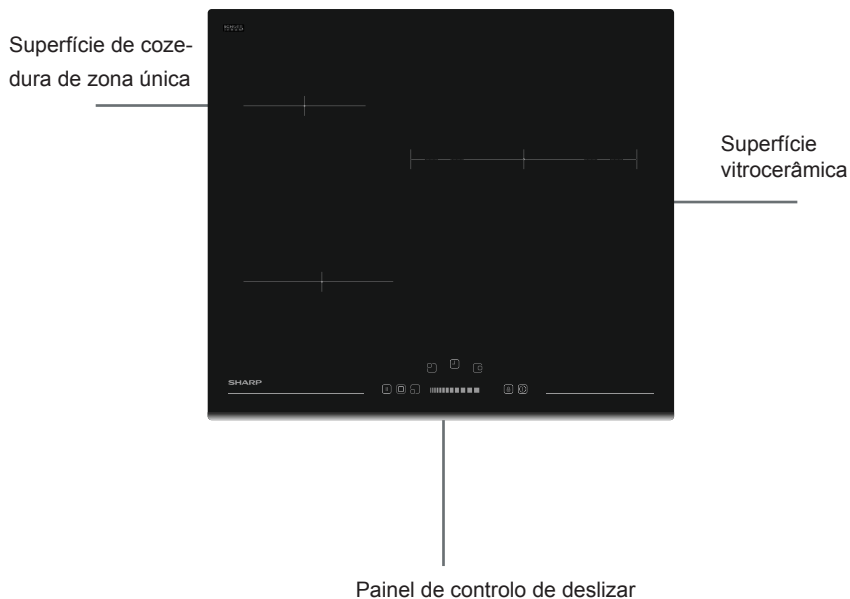 Superfície de coze-
dura de zona única
Superfície
vitrocerâmica
SHARP
Painel de controlo de deslizar